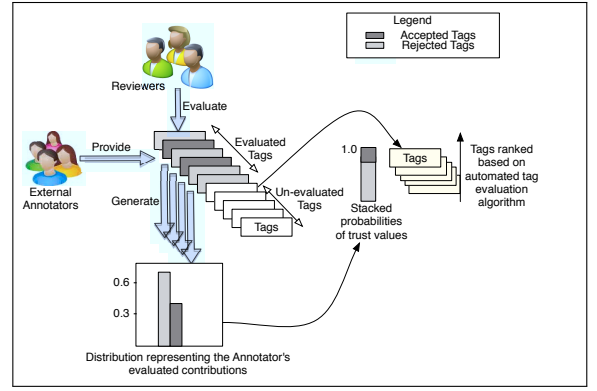 Legend
Accepted Tags
Rejected Tags
Reviewers
Evaluate
Provide
Evaluated
Tags
External
Annotators
Generate
Un-evaluated
Tags
Tags
1.0
Tags
Stacked
probabilities
of trust values
Tags ranked
based on
automated tag
evaluation
algorithm
0.6
0.3
Distribution representing the Annotator's
evaluated contributions